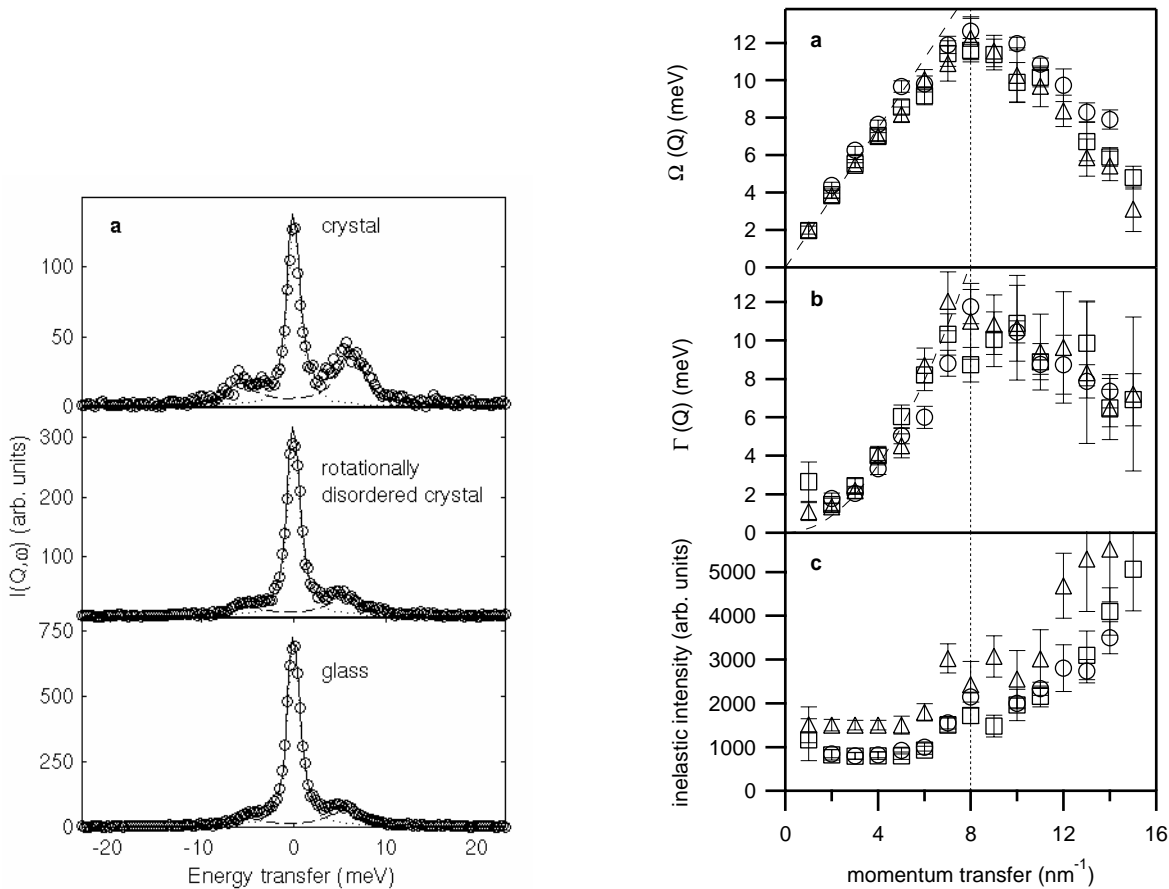 a
crystal
100
50
0
rotationally
disordered crystal
300
200
100
0
glass
750
500
250
0
I(Q,ω) (arb. units)
-20 -10 0 10 20
Energy transfer (meV)
a
12
10
8
6
4
2
0
Ω (Q) (meV)
b
12
10
8
6
4
2
0
Γ (Q) (meV)
c
5000
4000
3000
2000
1000
0
inelastic intensity (arb. units)
0 4 8 12 16
momentum transfer (nm⁻¹)